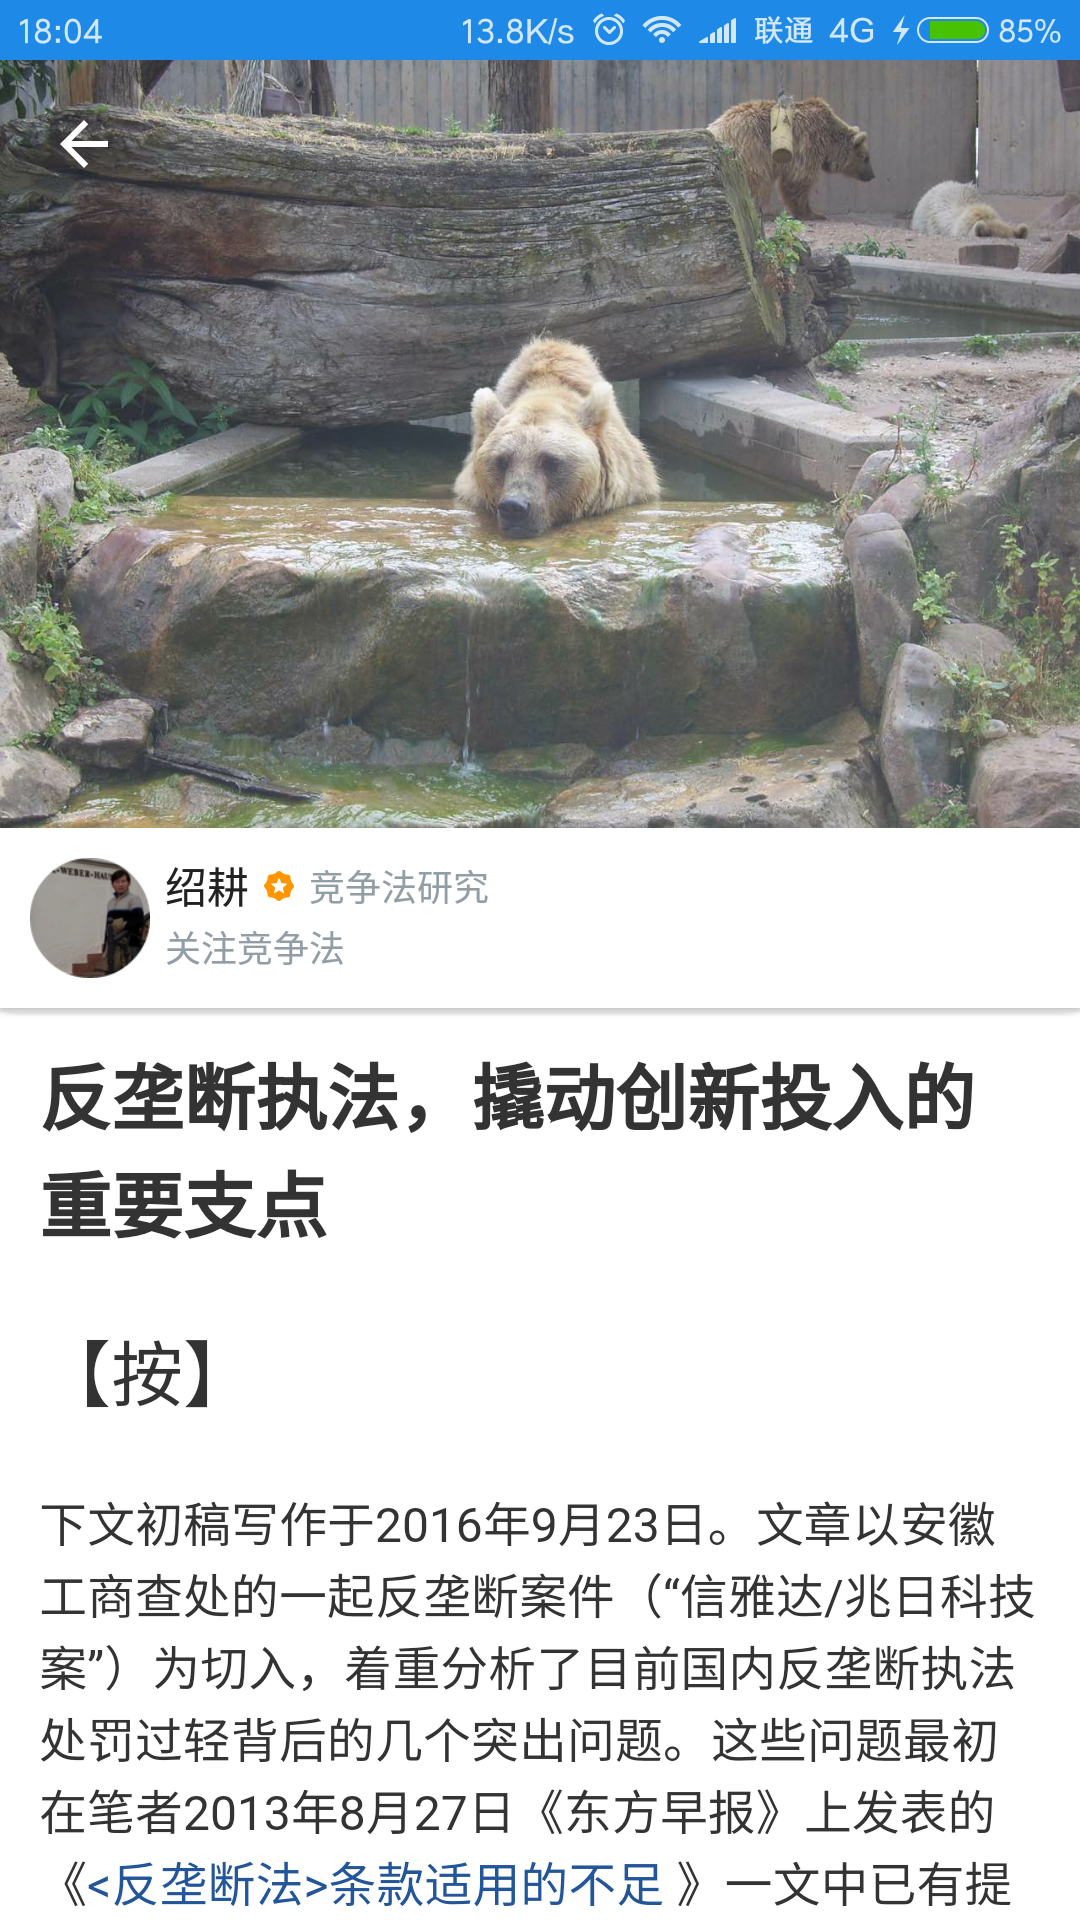 18:04 13.8K/s 联通 4G 85%
绍耕 竞争法研究
关注竞争法
反垄断执法，撬动创新投入的
重要支点
【按】
下文初稿写作于2016年9月23日。文章以安徽
工商查处的一起反垄断案件（“信雅达/兆日科技
案”）为切入，着重分析了目前国内反垄断执法
处罚过轻背后的几个突出问题。这些问题最初
在笔者2013年8月27日《东方早报》上发表的
《<反垄断法>条款适用的不足 》一文中已有提